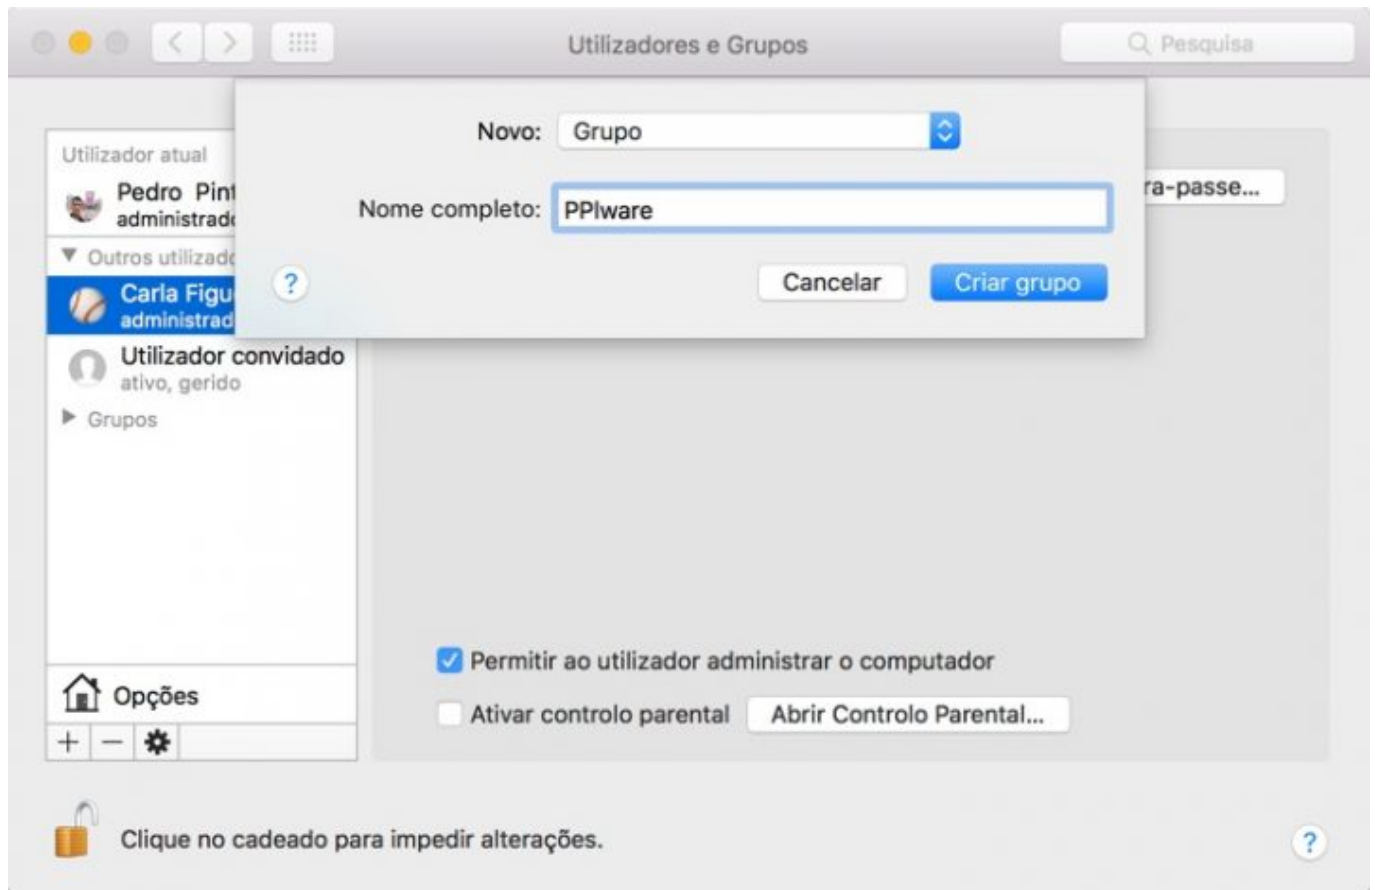 Utilizadores e Grupos
Pesquisa
Novo: Grupo
Nome completo: PPlware
? Cancelar Criar grupo
ra-passe...
Utilizador atual
Pedro Pint
administrado
Outros utilizado
Carla Figu
administrad
Utilizador convidado
ativo, gerido
Grupos
Opções
+ −
Permitir ao utilizador administrar o computador
Ativar controlo parental Abrir Controlo Parental...
Clique no cadeado para impedir alterações. ?